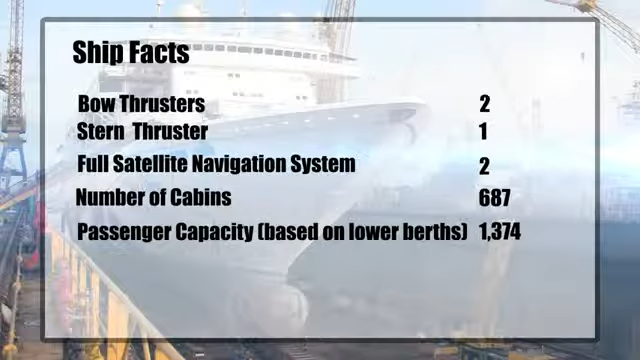 Ship Facts
Bow Thrusters 2
Stern Thruster 1
Full Satellite Navigation System 2
Number of Cabins 687
Passenger Capacity (based on lower berths) 1,374